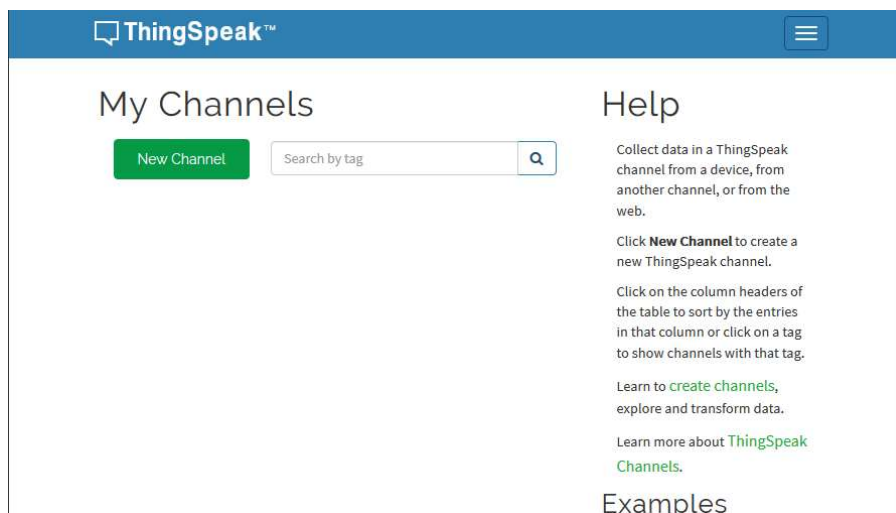 ThingSpeak™
My Channels
New Channel
Search by tag
Help
Collect data in a ThingSpeak
channel from a device, from
another channel, or from the
web.
Click New Channel to create a
new ThingSpeak channel.
Click on the column headers of
the table to sort by the entries
in that column or click on a tag
to show channels with that tag.
Learn to create channels,
explore and transform data.
Learn more about ThingSpeak
Channels.
Examples